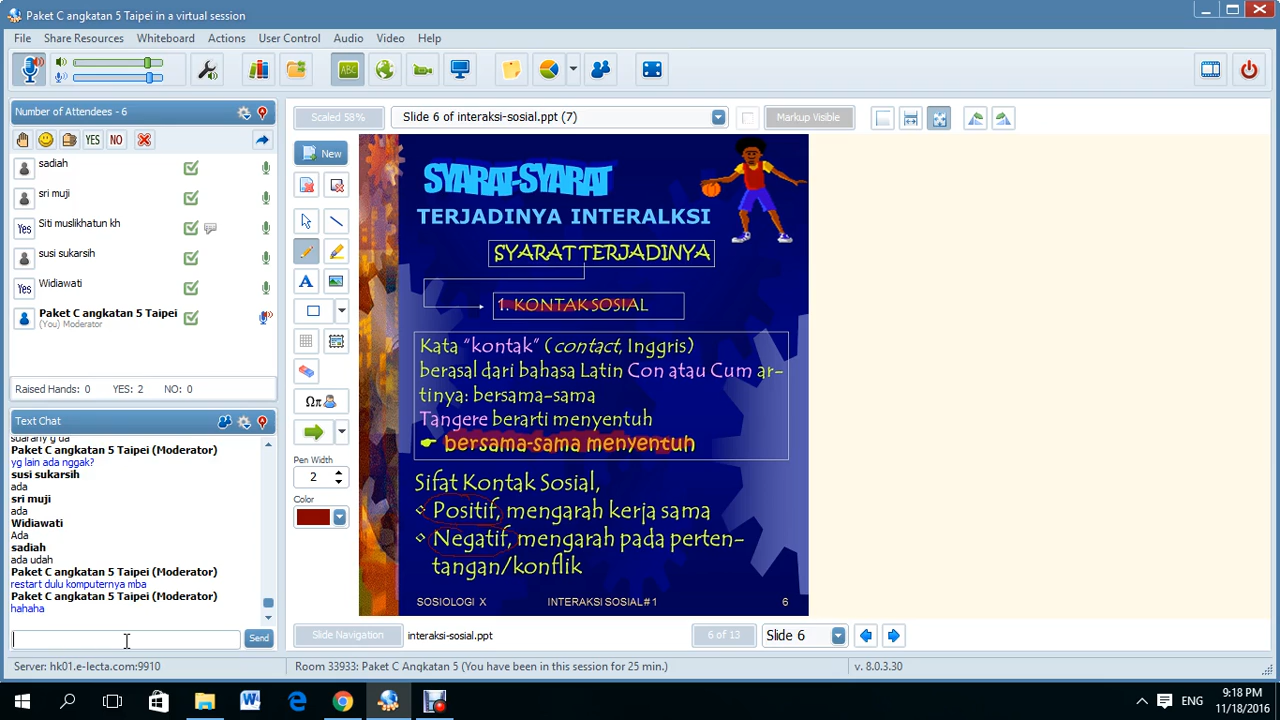 Paket C angkatan 5 Taipei in a virtual session
File Share Resources Whiteboard Actions User Control Audio Video Help
ABC
Number of Attendees - 6
YES NO
sadiah
sri muji
Yes Siti muslikhatun kh
susi sukarsih
Yes Widiawati
Paket C angkatan 5 Taipei
(You) Moderator
Raised Hands: 0 YES: 2 NO: 0
Text Chat
Paket C angkatan 5 Taipei (Moderator)
yg lain ada nggak?
susi sukarsih
ada
sri muji
ada
Widiawati
Ada
sadiah
ada udah
Paket C angkatan 5 Taipei (Moderator)
restart dulu komputernya mba
Paket C angkatan 5 Taipei (Moderator)
hahaha
Send
Scaled 58% Slide 6 of interaksi-sosial.ppt (7) Markup Visible
New
A
Ωπ
Pen Width
2
Color
SYARAT-SYARAT
TERJADINYA INTERALKSI
SYARAT TERJADINYA
1. KONTAK SOSIAL
Kata “kontak” (contact, Inggris)
berasal dari bahasa Latin Con atau Cum ar-
tinya: bersama-sama
Tangere berarti menyentuh
☛ bersama-sama menyentuh
Sifat Kontak Sosial,
❖ Positif, mengarah kerja sama
❖ Negatif, mengarah pada perten-
tangan/konflik
SOSIOLOGI X INTERAKSI SOSIAL # 1 6
Slide Navigation interaksi-sosial.ppt 6 of 13 Slide 6
Server: hk01.e-lecta.com:9910 Room 33933: Paket C Angkatan 5 (You have been in this session for 25 min.) v. 8.0.3.30
ENG 9:18 PM
11/18/2016